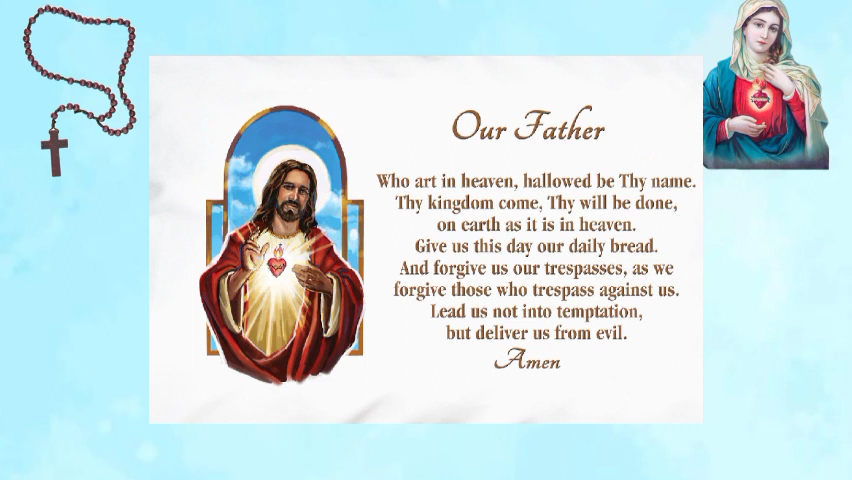 Our Father
Who art in heaven, hallowed be Thy name.
Thy kingdom come, Thy will be done,
on earth as it is in heaven.
Give us this day our daily bread.
And forgive us our trespasses, as we
forgive those who trespass against us.
Lead us not into temptation,
but deliver us from evil.
Amen